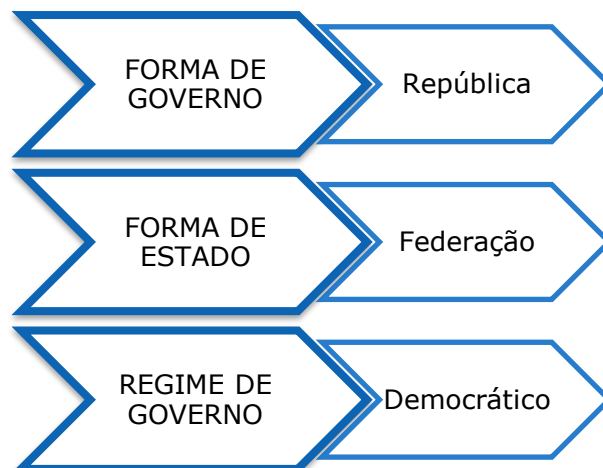 FORMA DE
GOVERNO
República
FORMA DE
ESTADO
Federação
REGIME DE
GOVERNO
Democrático